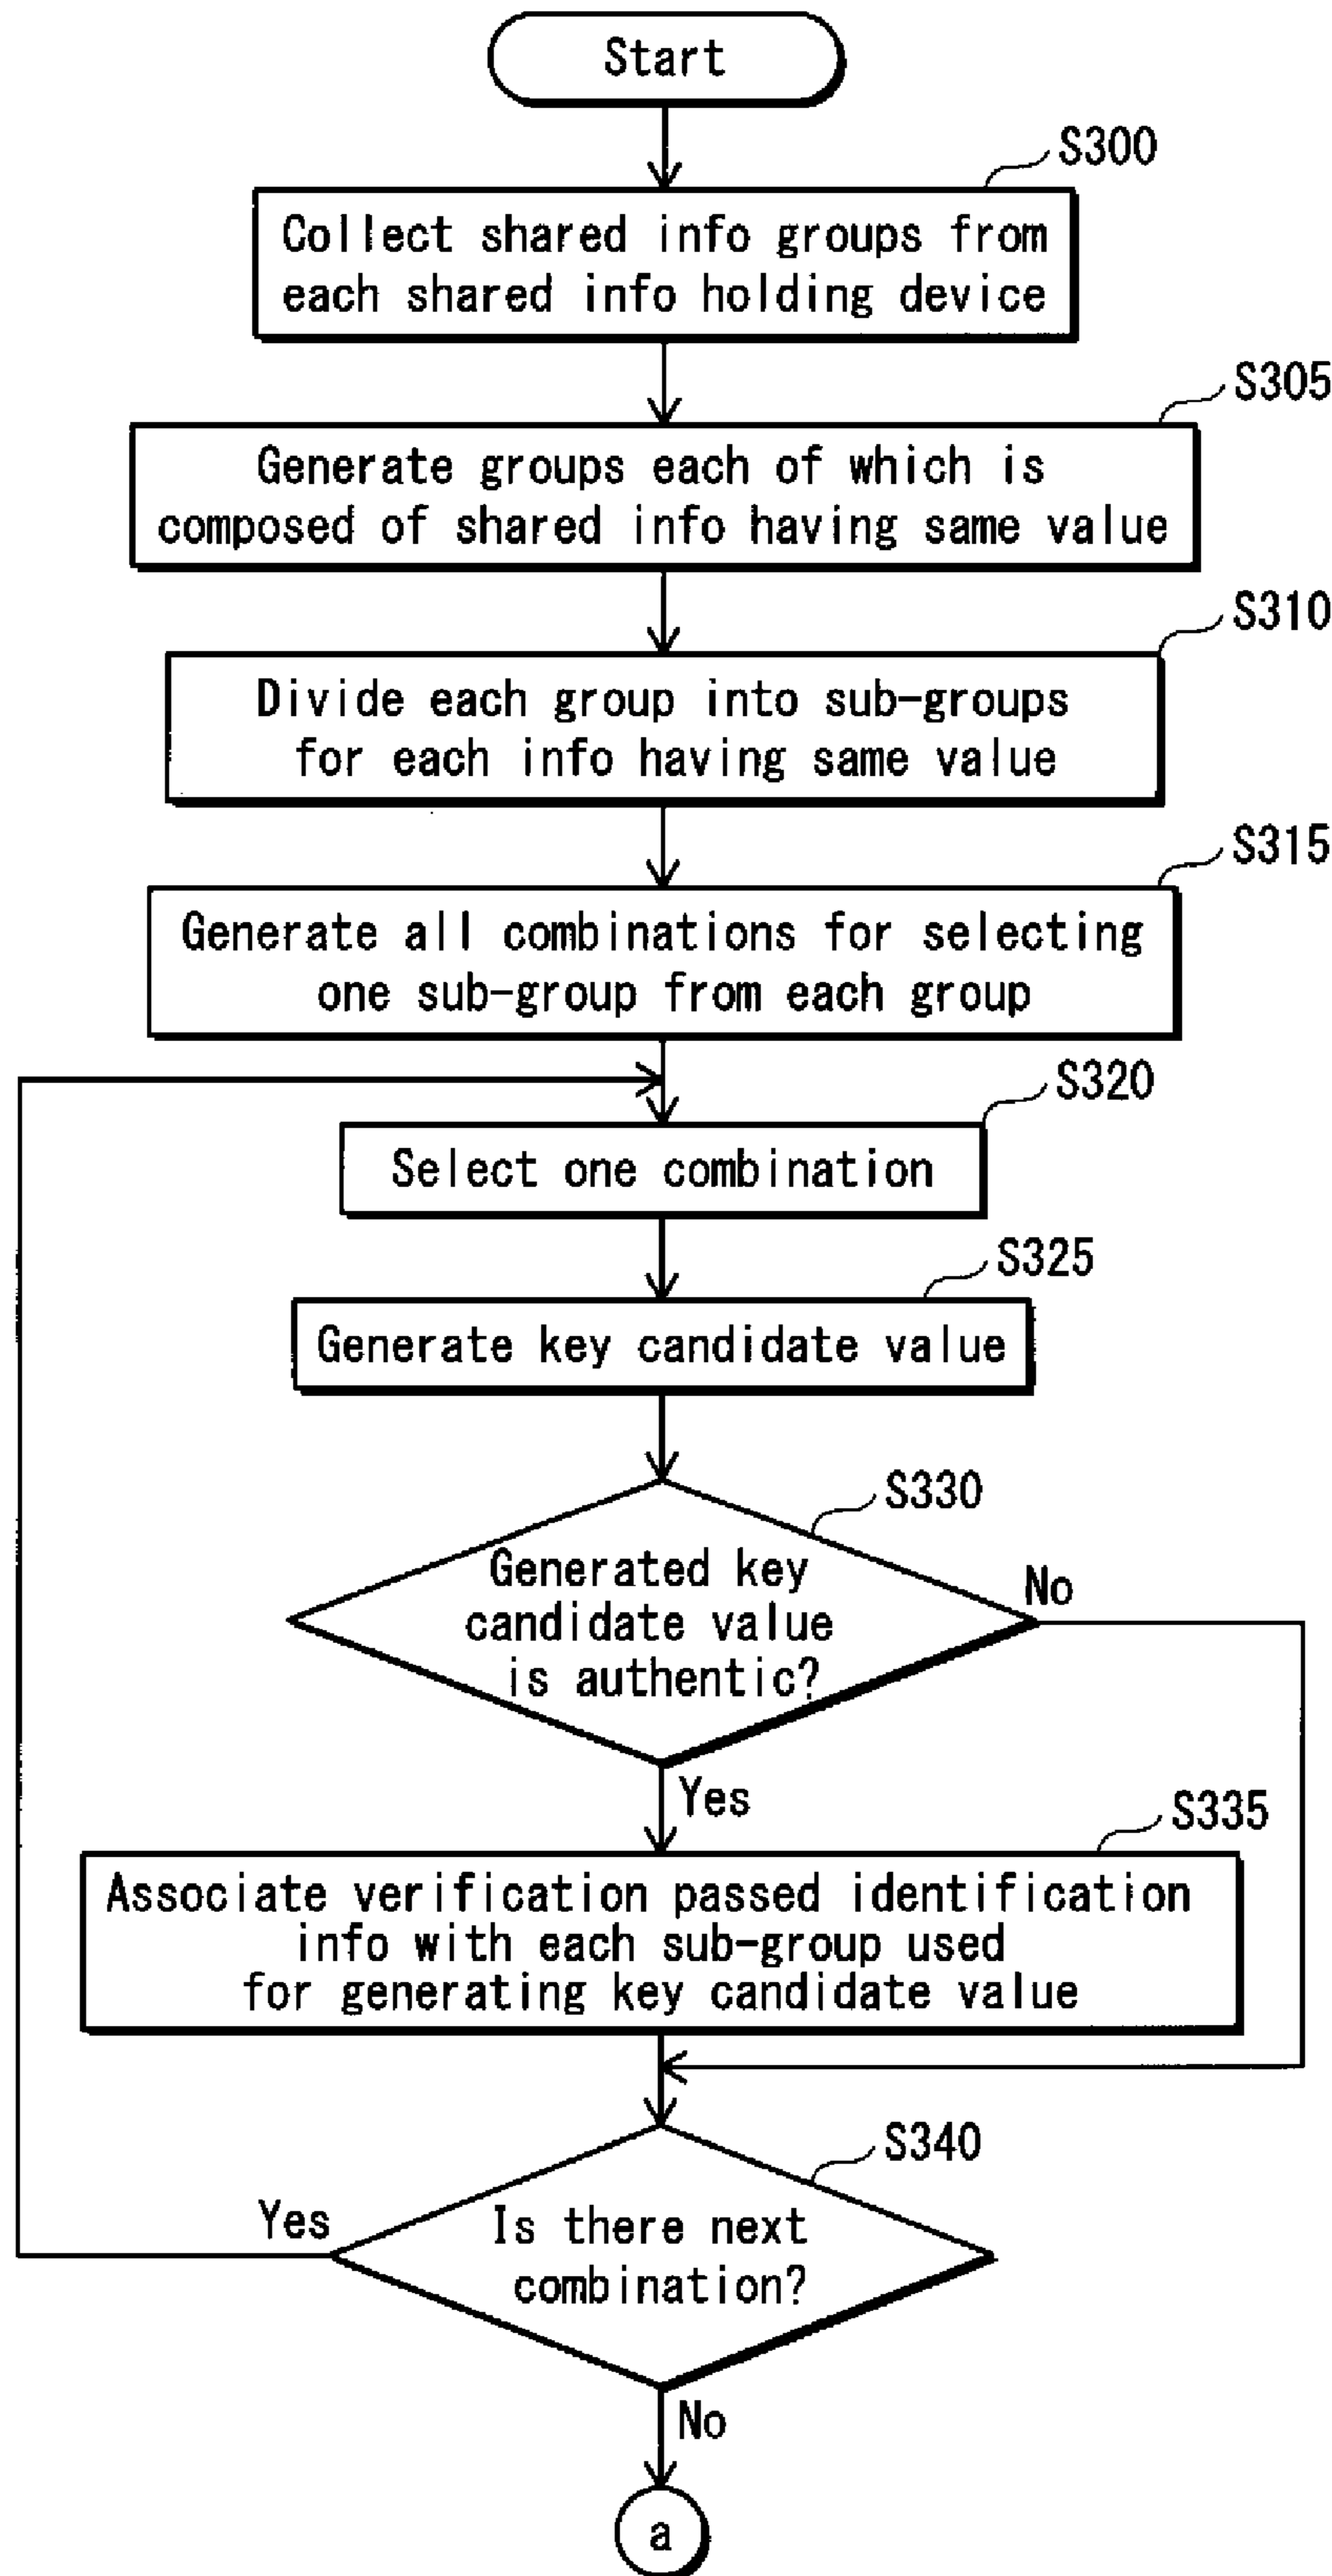 Start
S300
Collect shared info groups from
each shared info holding device
S305
Generate groups each of which is
composed of shared info having same value
S310
Divide each group into sub-groups
for each info having same value
S315
Generate all combinations for selecting
one sub-group from each group
S320
Select one combination
S325
Generate key candidate value
S330
Generated key
candidate value
is authentic?
No
Yes
S335
Associate verification passed identification
info with each sub-group used
for generating key candidate value
S340
Yes
Is there next
combination?
No
a